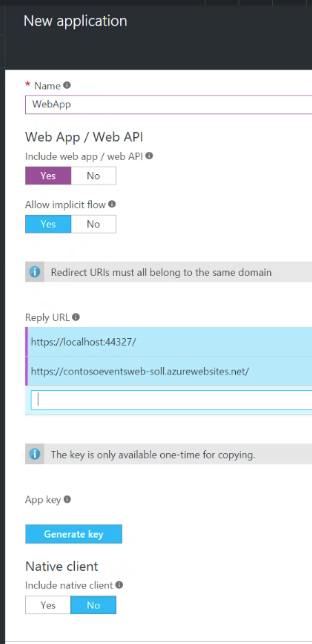 New application
* Name
WebApp
Web App / Web API
Include web app / web API
Yes No
Allow implicit flow
Yes No
Redirect URIs must all belong to the same domain
Reply URL
https://localhost:44327/
https://contosoeventsweb-soll.azurewebsites.net/
The key is only available one-time for copying.
App key
Generate key
Native client
Include native client
Yes No